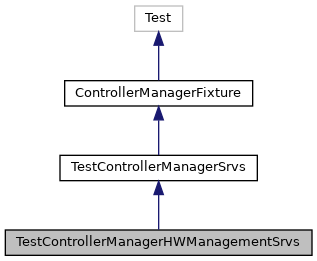 Test
ControllerManagerFixture
TestControllerManagerSrvs
TestControllerManagerHWManagementSrvs